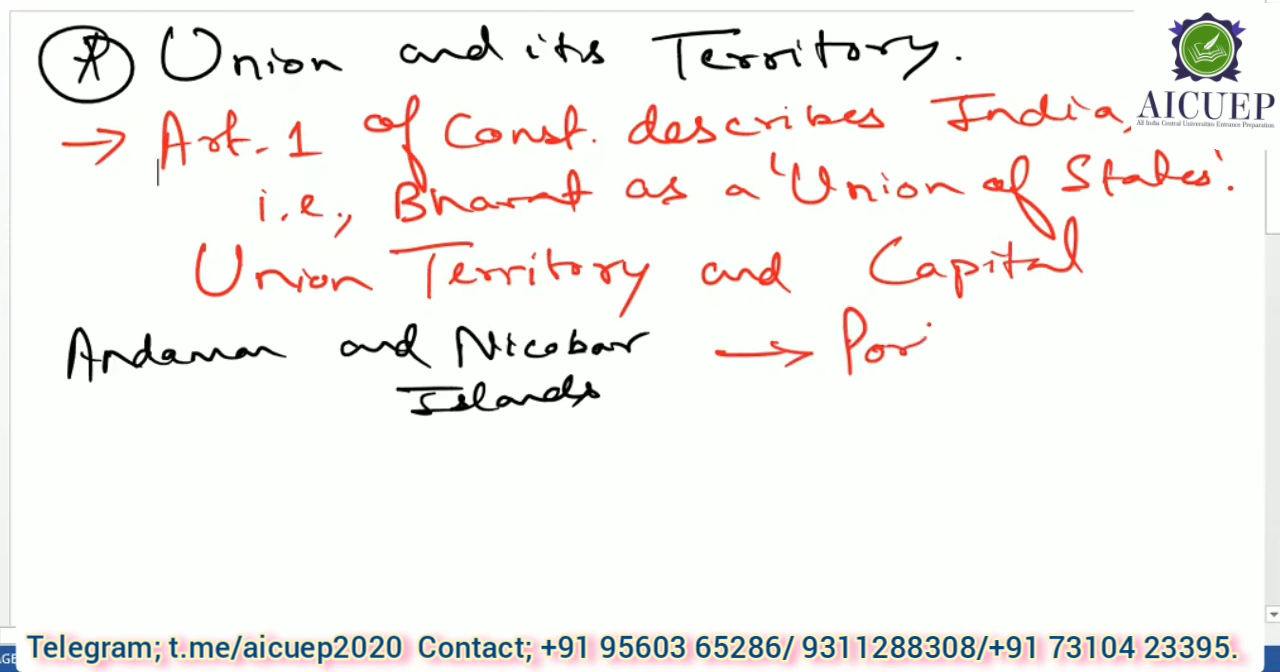 Union and its Territory.
AICUEP
All India Central Universities Entrance Preparation
→ Art. 1 of Const. describes India,
i.e., Bharat as a 'Union of States'.
Union Territory and Capital
Andaman and Nicobar → Por
Islands
Telegram; t.me/aicuep2020 Contact; +91 95603 65286/ 9311288308/+91 73104 23395.